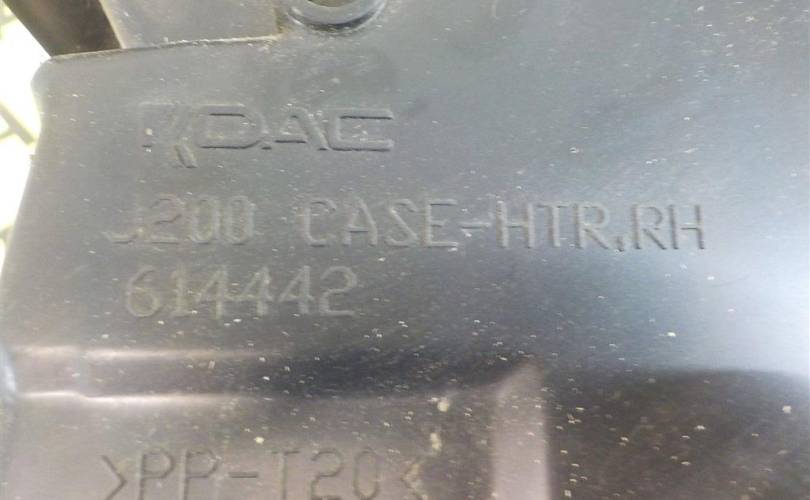 KDAC
J200 CASE-HTR,RH
614442
>PP-T20<